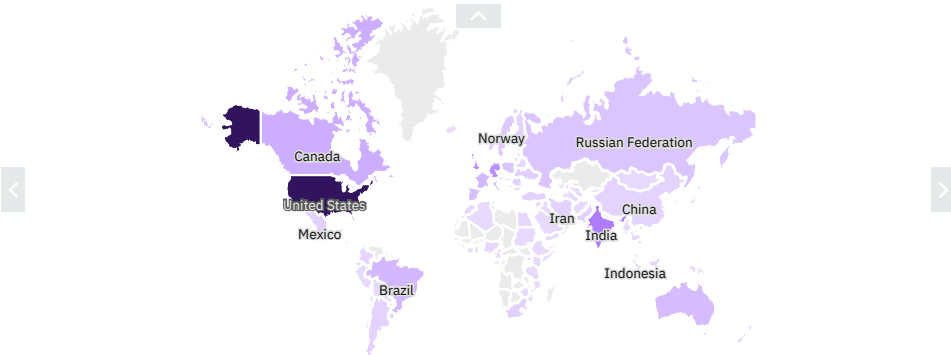 Norway
Russian Federation
Canada
United States
China
Iran
Mexico
India
Indonesia
Brazil